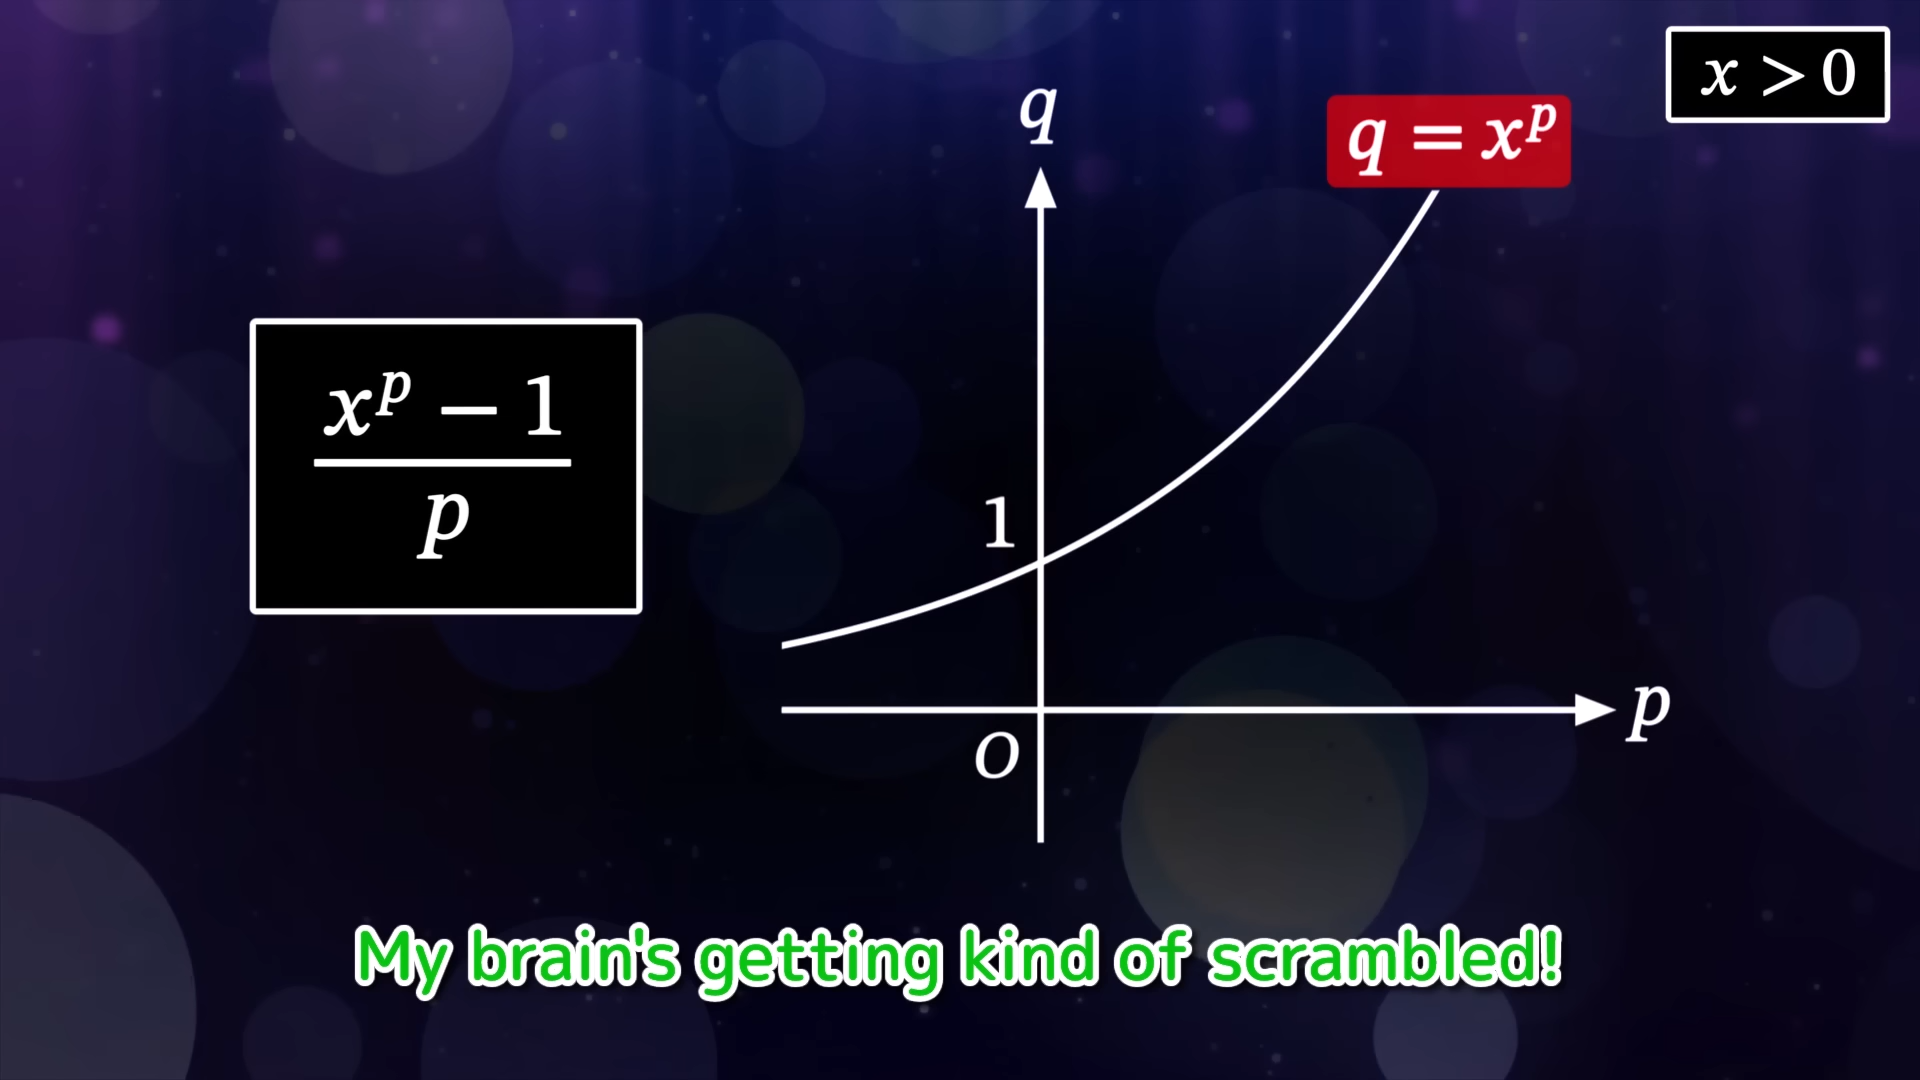 x > 0
q
q = x^p
x^p − 1
p
1
p
O
My brain's getting kind of scrambled!